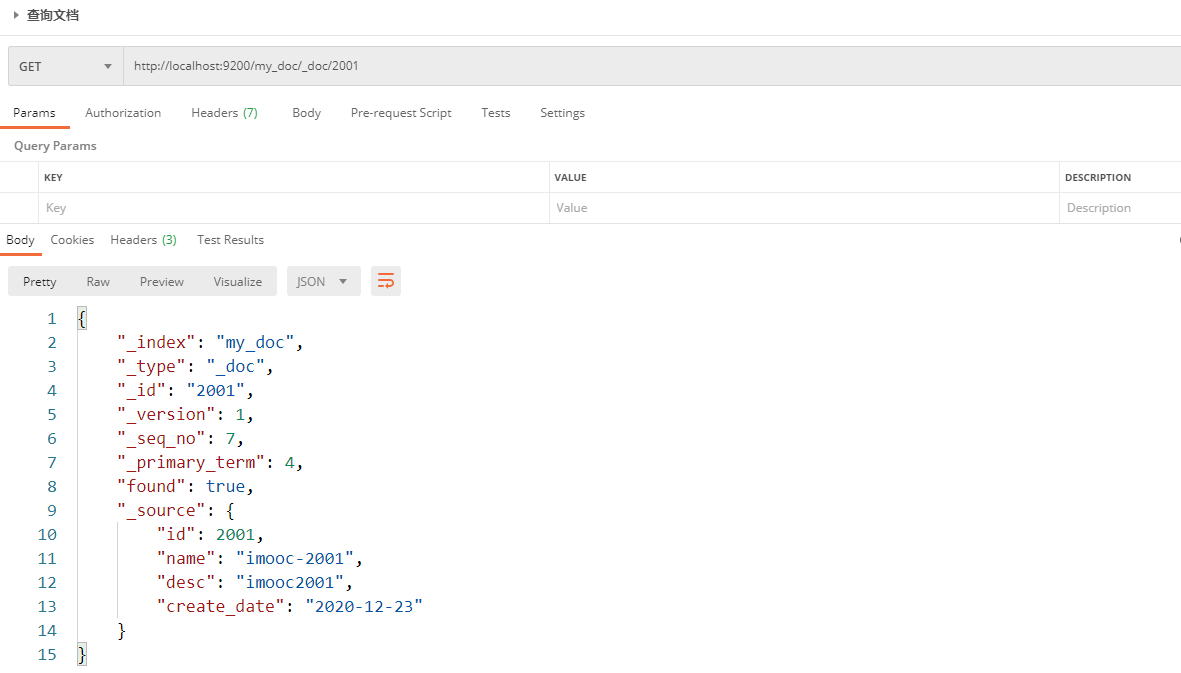 查询文档
GET http://localhost:9200/my_doc/_doc/2001
Params Authorization Headers (7) Body Pre-request Script Tests Settings
Query Params
KEY VALUE DESCRIPTION
Key Value Description
Body Cookies Headers (3) Test Results
Pretty Raw Preview Visualize JSON
1 {
2 "_index": "my_doc",
3 "_type": "_doc",
4 "_id": "2001",
5 "_version": 1,
6 "_seq_no": 7,
7 "_primary_term": 4,
8 "found": true,
9 "_source": {
10 "id": 2001,
11 "name": "imooc-2001",
12 "desc": "imooc2001",
13 "create_date": "2020-12-23"
14 }
15 }